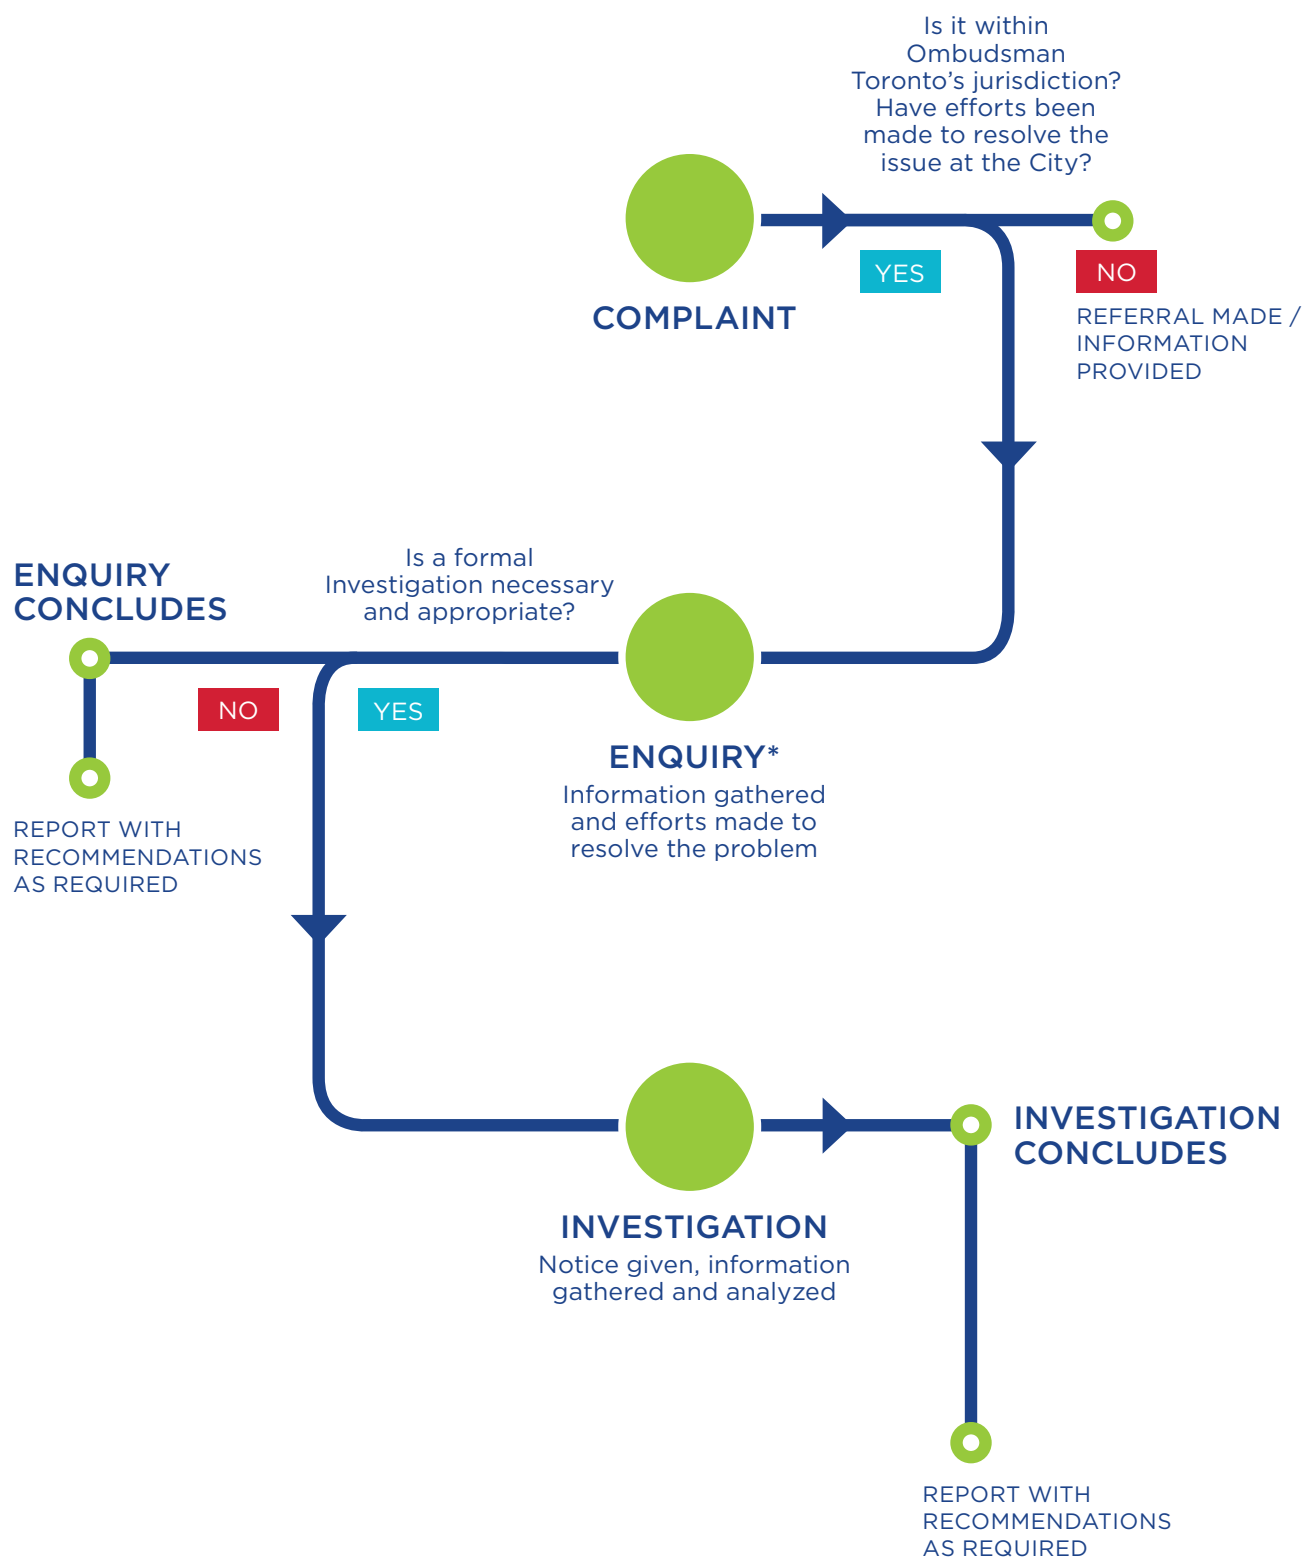 Is it within
Ombudsman
Toronto's jurisdiction?
Have efforts been
made to resolve the
issue at the City?
YES
NO
COMPLAINT
REFERRAL MADE /
INFORMATION
PROVIDED
ENQUIRY
CONCLUDES
Is a formal
Investigation necessary
and appropriate?
NO
YES
ENQUIRY*
Information gathered
and efforts made to
resolve the problem
REPORT WITH
RECOMMENDATIONS
AS REQUIRED
INVESTIGATION
CONCLUDES
INVESTIGATION
Notice given, information
gathered and analyzed
REPORT WITH
RECOMMENDATIONS
AS REQUIRED